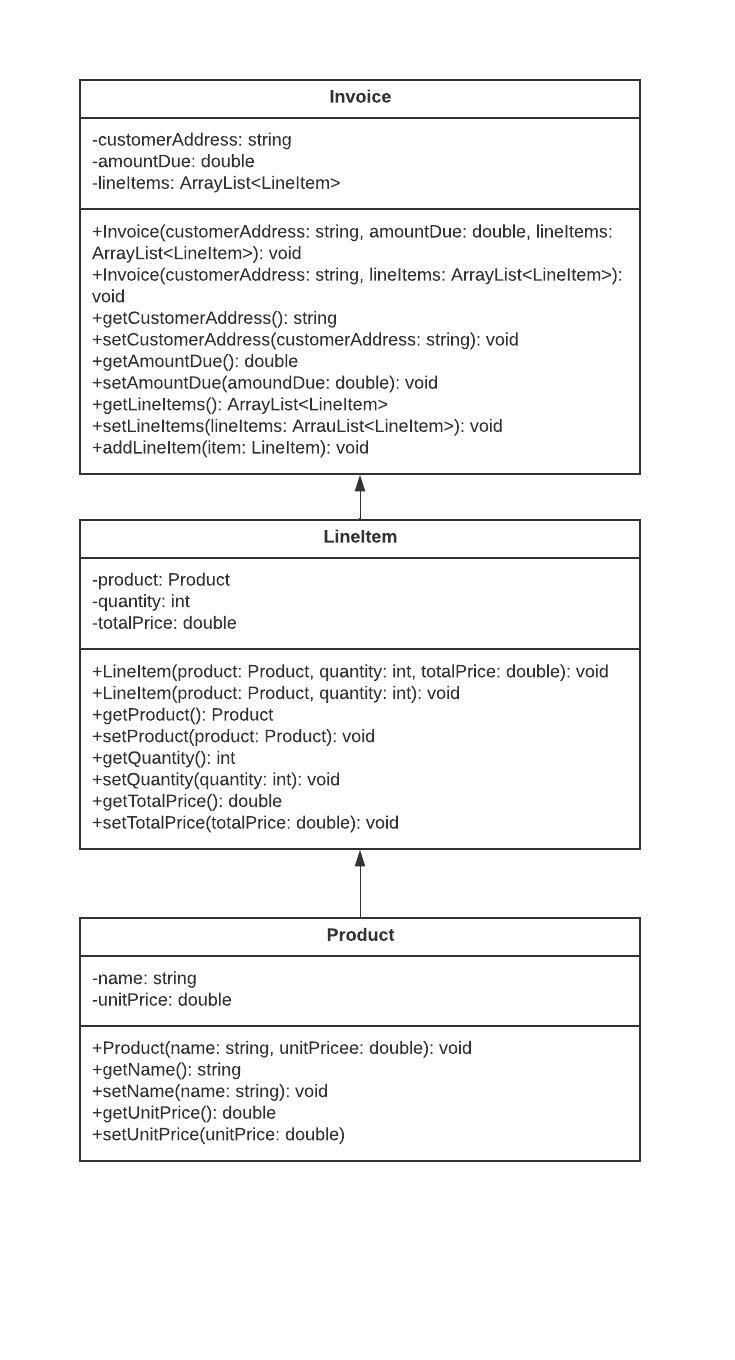 Invoice
-customerAddress: string
-amountDue: double
-lineItems: ArrayList<LineItem>
+Invoice(customerAddress: string, amountDue: double, lineItems:
ArrayList<LineItem>): void
+Invoice(customerAddress: string, lineItems: ArrayList<LineItem>):
void
+getCustomerAddress(): string
+setCustomerAddress(customerAddress: string): void
+getAmountDue(): double
+setAmountDue(amoundDue: double): void
+getLineItems(): ArrayList<LineItem>
+setLineItems(lineItems: ArrauList<LineItem>): void
+addLineItem(item: LineItem): void
LineItem
-product: Product
-quantity: int
-totalPrice: double
+LineItem(product: Product, quantity: int, totalPrice: double): void
+LineItem(product: Product, quantity: int): void
+getProduct(): Product
+setProduct(product: Product): void
+getQuantity(): int
+setQuantity(quantity: int): void
+getTotalPrice(): double
+setTotalPrice(totalPrice: double): void
Product
-name: string
-unitPrice: double
+Product(name: string, unitPricee: double): void
+getName(): string
+setName(name: string): void
+getUnitPrice(): double
+setUnitPrice(unitPrice: double)